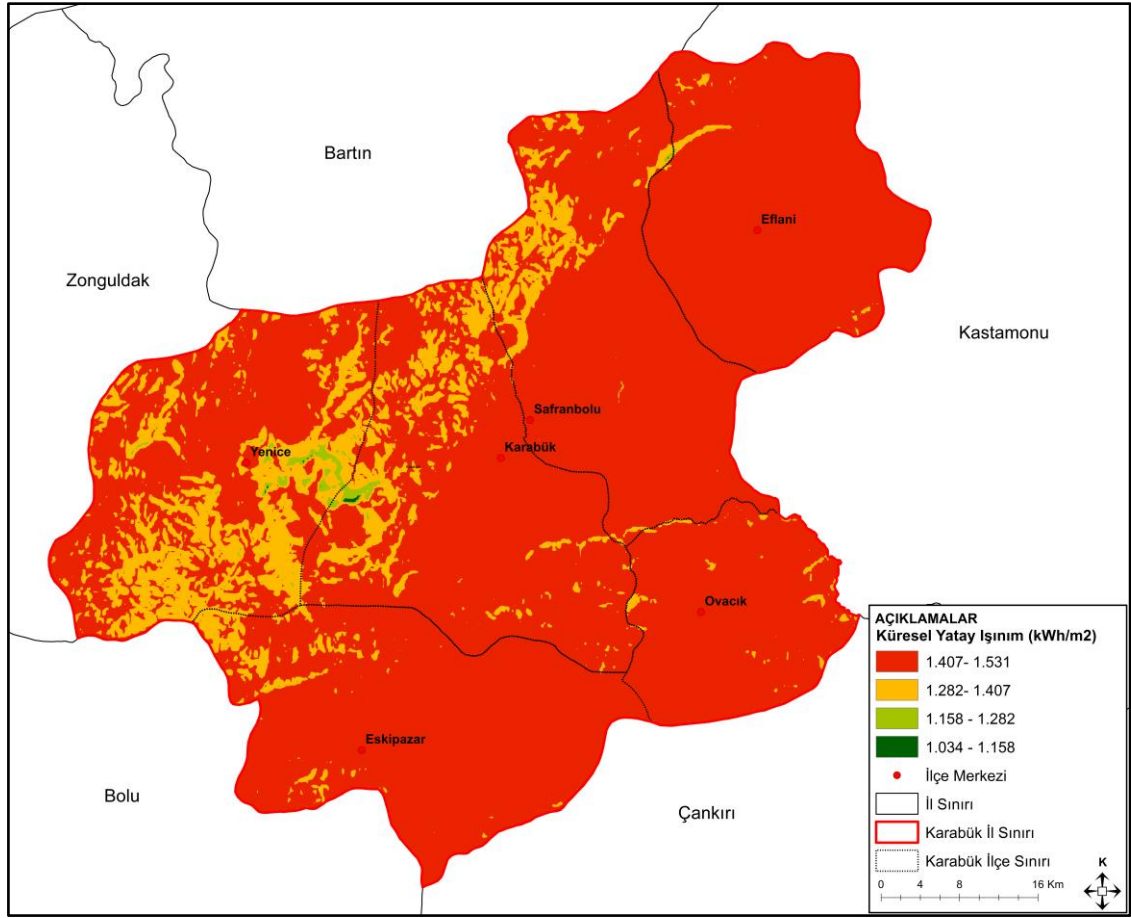 Bartın
Eflani
Zonguldak
Kastamonu
Safranbolu
Karabük
Yenice
Ovacık
Eskipazar
Bolu
Çankırı
AÇIKLAMALAR
Küresel Yatay Işınım (kWh/m2)
1.407- 1.531
1.282- 1.407
1.158 - 1.282
1.034 - 1.158
İlçe Merkezi
İl Sınırı
Karabük İl Sınırı
Karabük İlçe Sınırı
K
0 4 8 16 Km